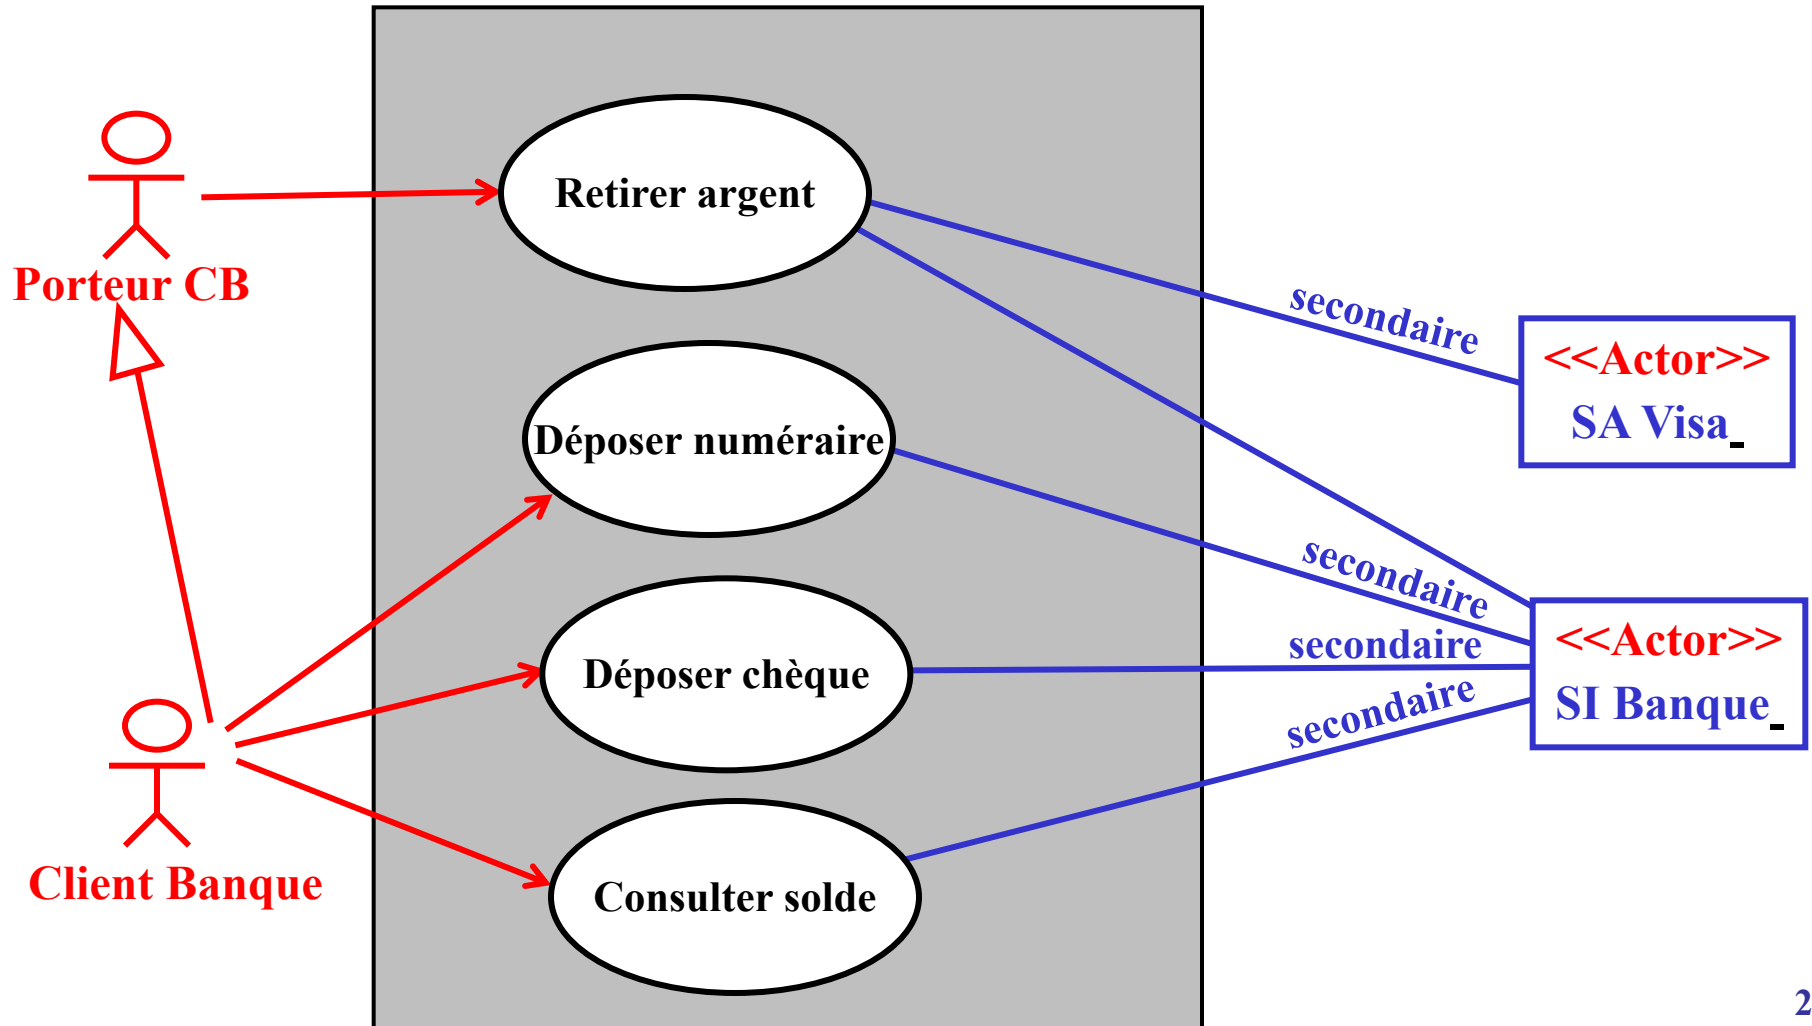 Retirer argent
Porteur CB
secondaire
<<Actor>>
SA Visa
Déposer numéraire
secondaire
secondaire
<<Actor>>
SI Banque
Déposer chèque
secondaire
Client Banque
Consulter solde
2